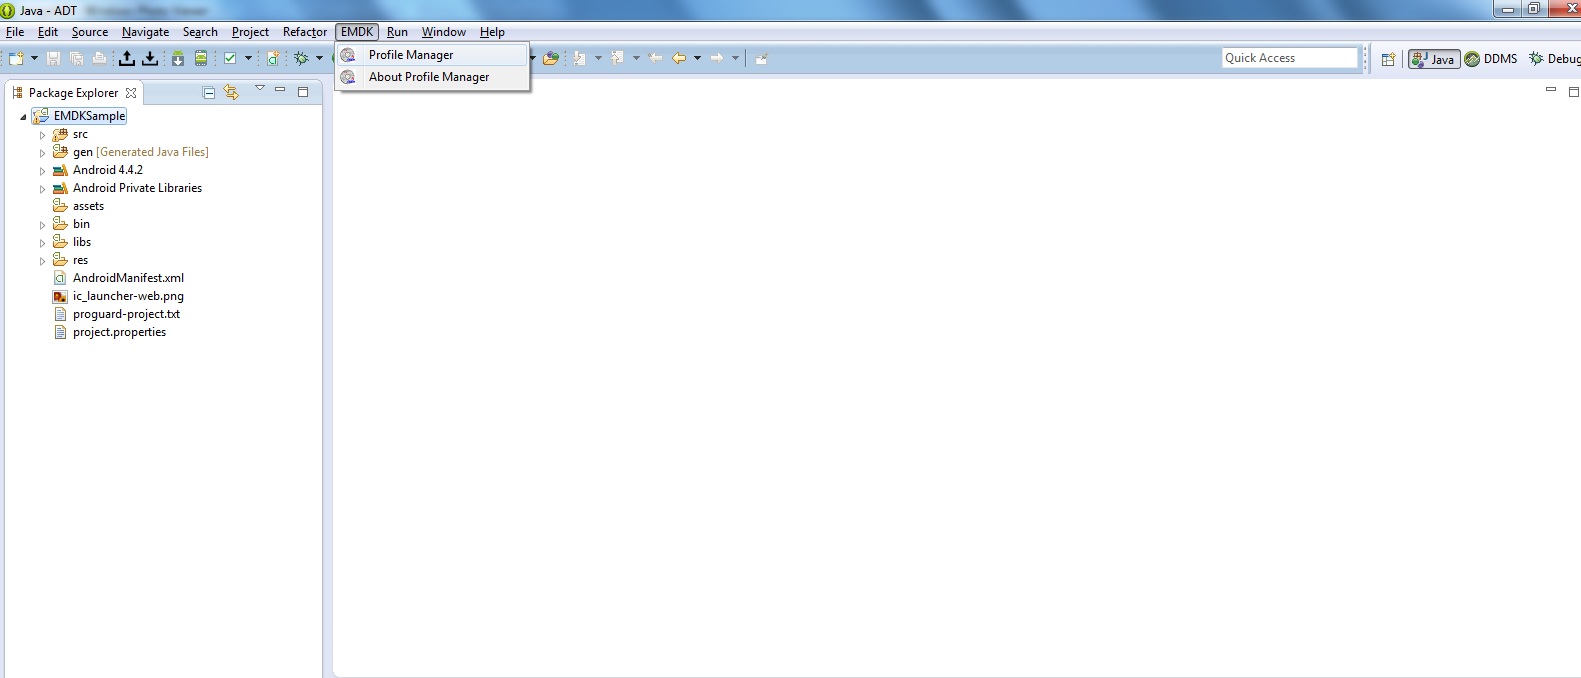 Java - ADT
File Edit Source Navigate Search Project Refactor EMDK Run Window Help
Profile Manager
About Profile Manager
Quick Access
Java DDMS Debug
Package Explorer
EMDKSample
src
gen [Generated Java Files]
Android 4.4.2
Android Private Libraries
assets
bin
libs
res
AndroidManifest.xml
ic_launcher-web.png
proguard-project.txt
project.properties